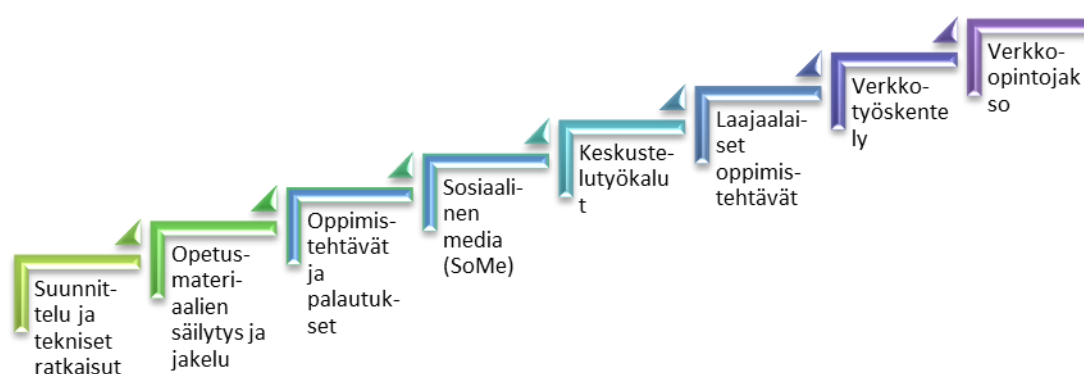 Suunnit-
telu ja
tekniset
ratkaisut
Opetus-
materi-
aalien
säilytys ja
jakelu
Oppimis-
tehtävät
ja
palautuk-
set
Sosiaali-
nen
media
(SoMe)
Keskuste-
lutyökalu
t
Laajaalai-
set
oppimis-
tehtävät
Verkko-
työskente
ly
Verkko-
opintojak
so